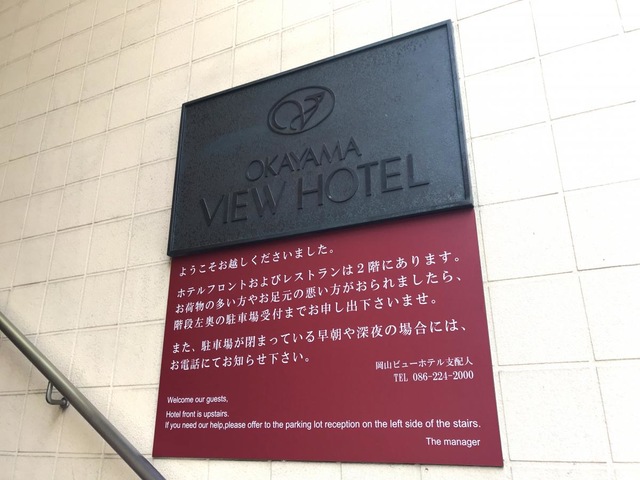 OKAYAMA
VIEW HOTEL
ようこそお越しくださいました。
ホテルフロントおよびレストランは2階にあります。
お荷物の多い方やお足元の悪い方がおられましたら、
階段左奥の駐車場受付までお申し出下さいませ。
また、駐車場が閉まっている早朝や深夜の場合には、
お電話にてお知らせ下さい。
岡山ビューホテル支配人
TEL 086-224-2000
Welcome our guests,
Hotel front is upstairs.
If you need our help,please offer to the parking lot reception on the left side of the stairs.
The manager